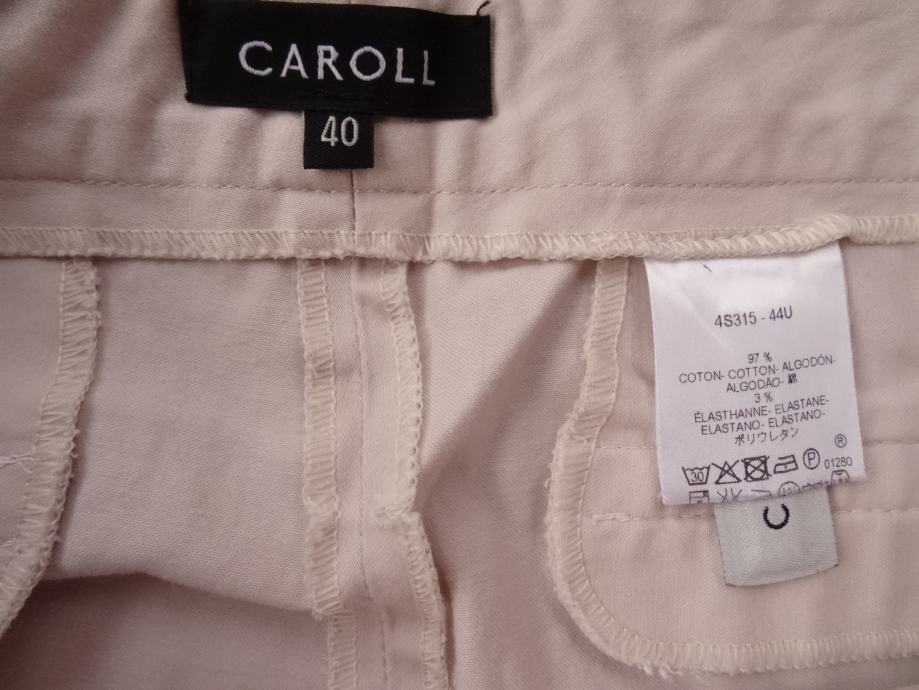 CAROLL
40
4S315 - 44U
97 %
COTON- COTTON- ALGODÓN-
ALGODÃO- 綿
3 %
ÉLASTHANNE- ELASTANE-
ELASTANO- ELASTANO-
ポリウレタン
®
30 P 01280
C